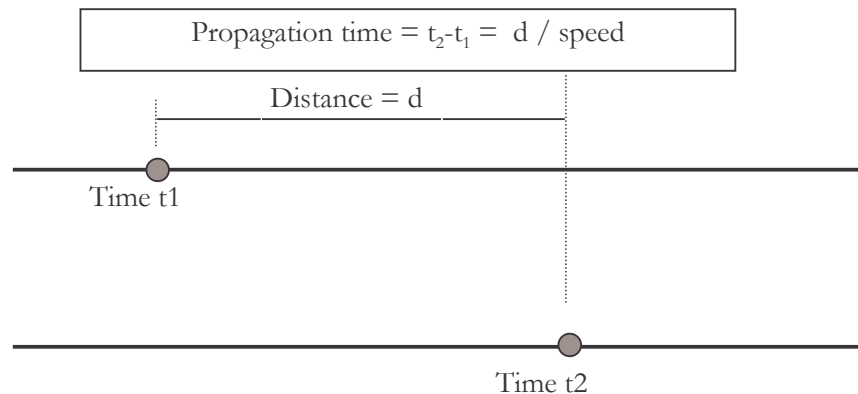 Propagation time = t₂-t₁ = d / speed
Distance = d
Time t1
Time t2